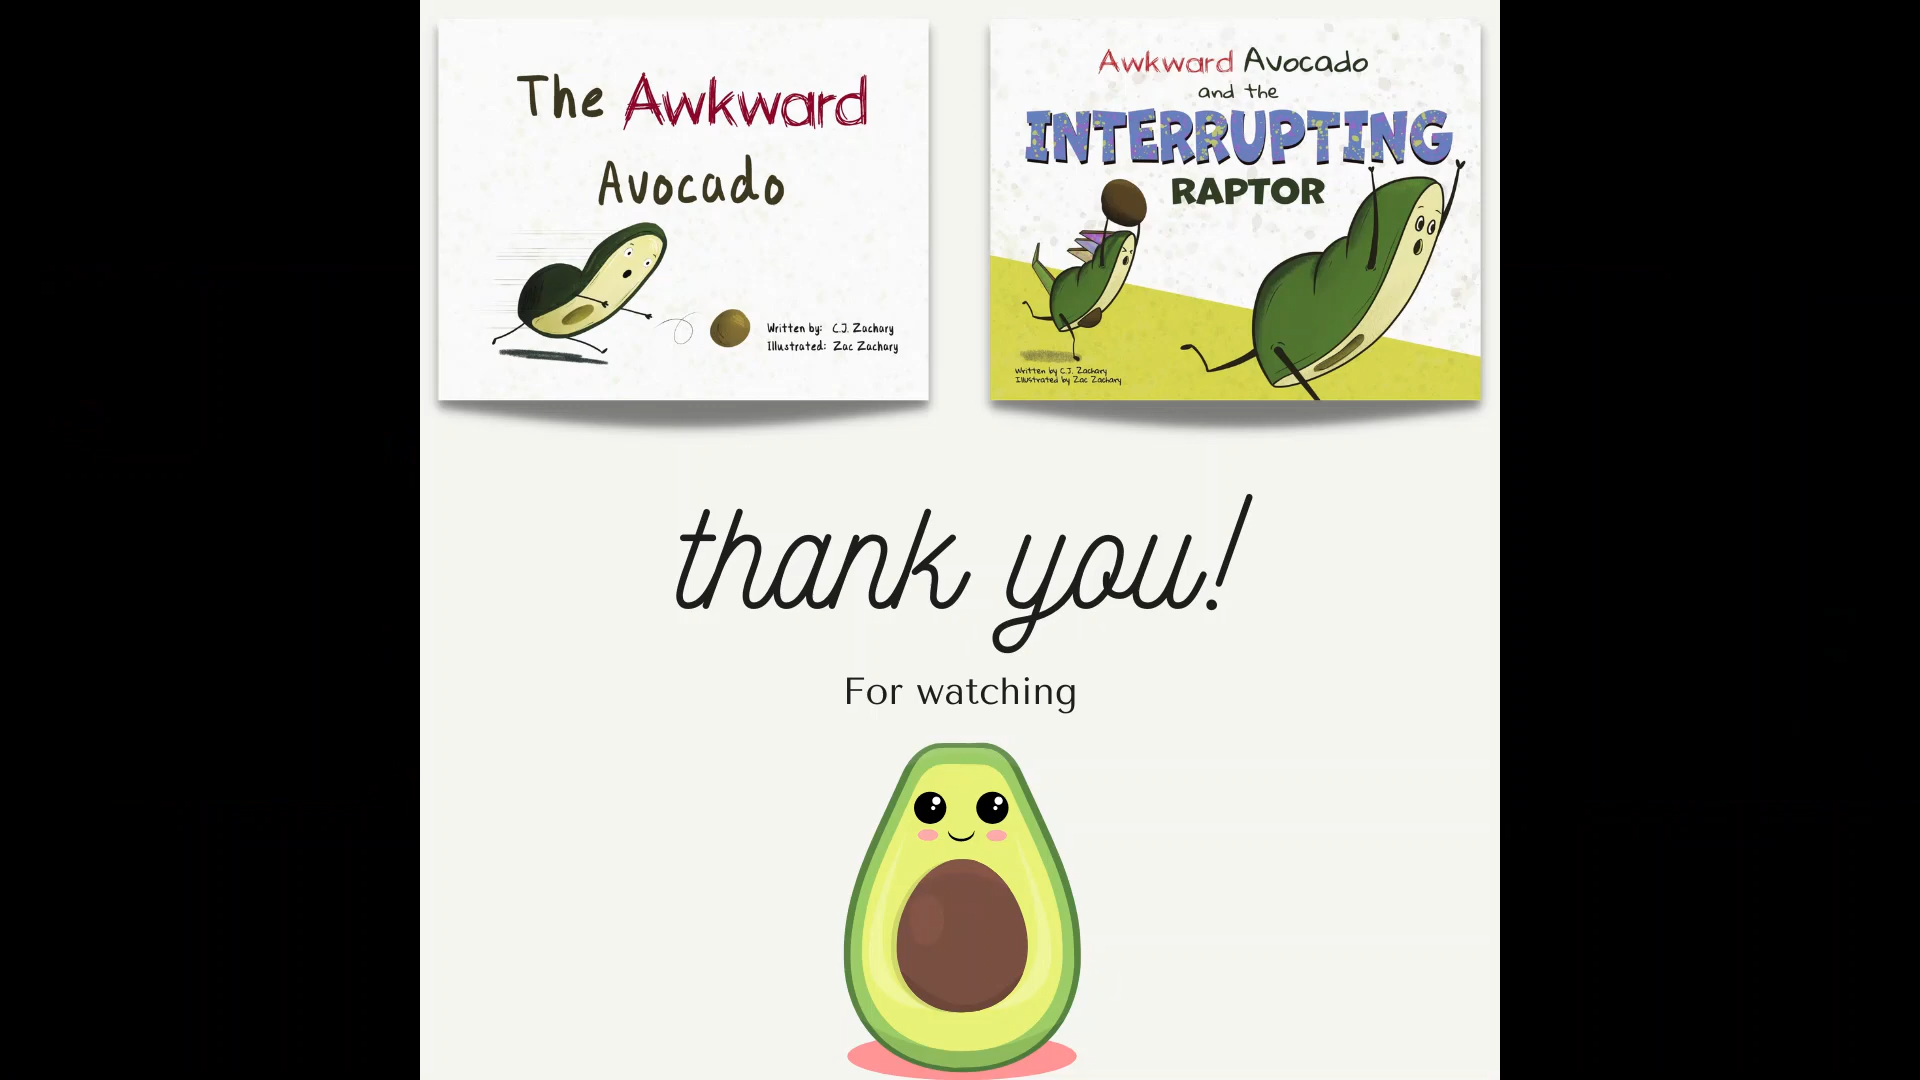 The Awkward
Avocado
Written by: C.J. Zachary
Illustrated: Zac Zachary
Awkward Avocado
and the
INTERRUPTING
RAPTOR
Written by C.J. Zachary
Illustrated by Zac Zachary
thank you!
For watching